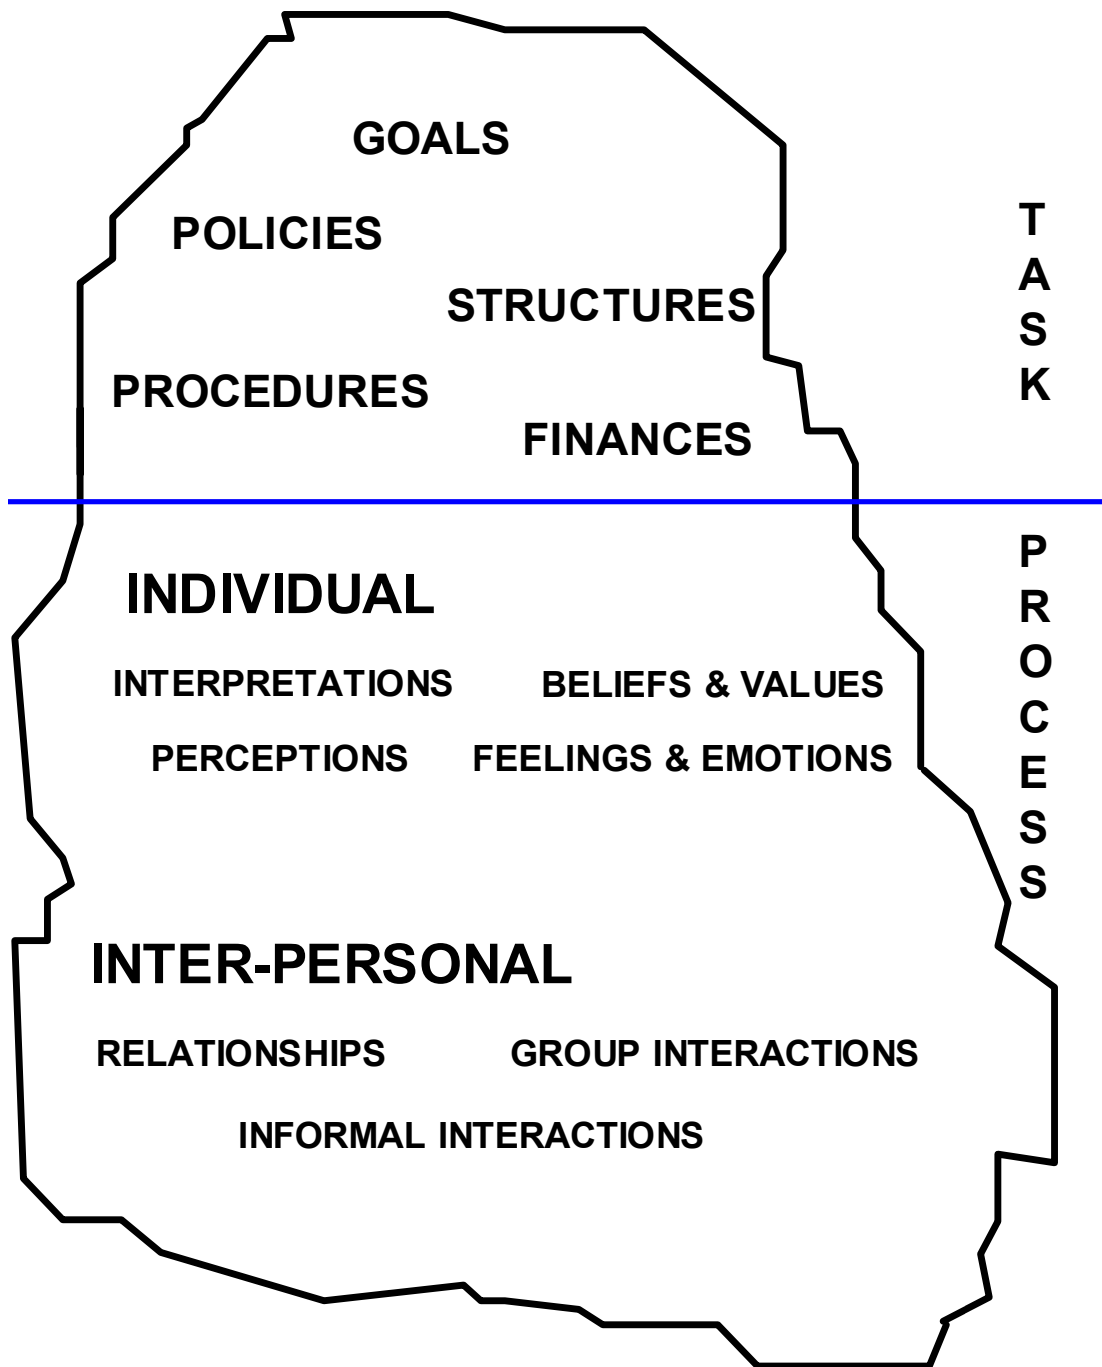 GOALS
POLICIES
STRUCTURES
PROCEDURES
FINANCES
TASK
INDIVIDUAL
INTERPRETATIONS BELIEFS & VALUES
PERCEPTIONS FEELINGS & EMOTIONS
INTER-PERSONAL
RELATIONSHIPS GROUP INTERACTIONS
INFORMAL INTERACTIONS
PROCESS